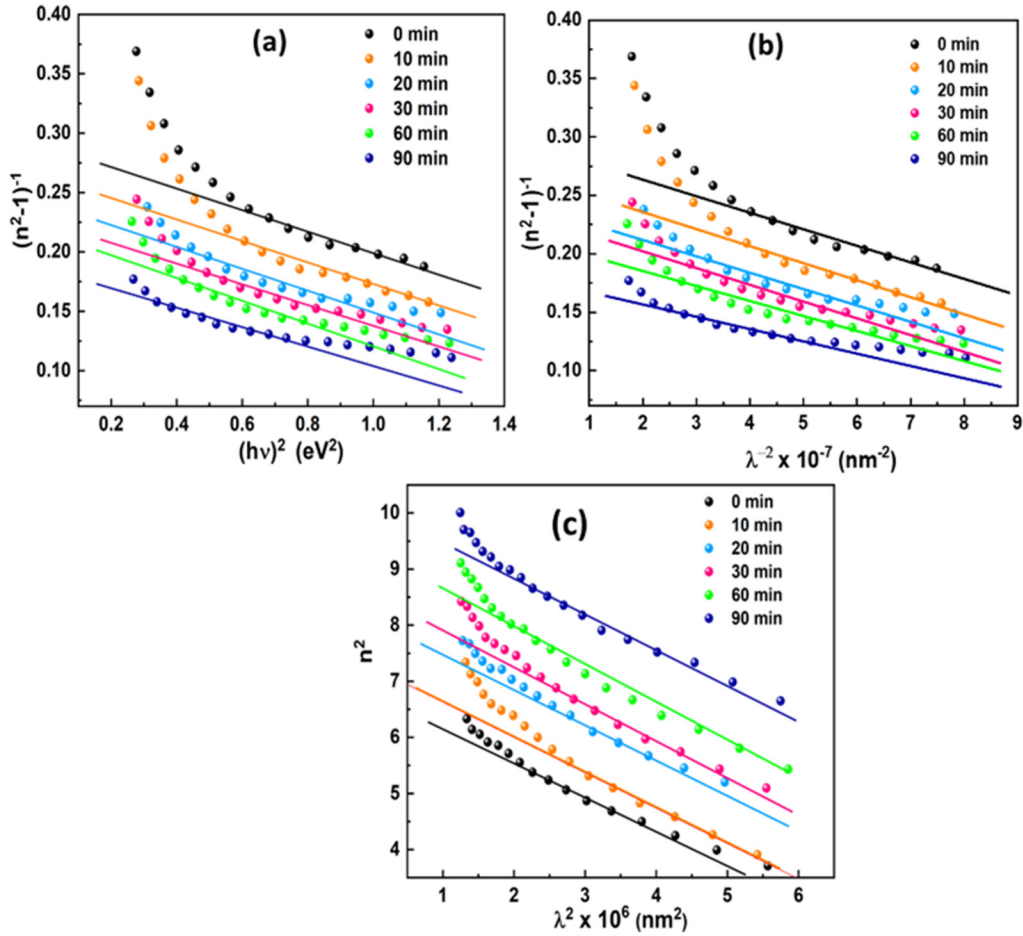 (a)
0 min
10 min
20 min
30 min
60 min
90 min
0.40
0.35
0.30
0.25
0.20
0.15
0.10
(n²-1)⁻¹
0.2 0.4 0.6 0.8 1.0 1.2 1.4
(hν)² (eV²)
(b)
0 min
10 min
20 min
30 min
60 min
90 min
0.40
0.35
0.30
0.25
0.20
0.15
0.10
(n²-1)⁻¹
1 2 3 4 5 6 7 8 9
λ⁻² x 10⁻⁷ (nm⁻²)
(c)
0 min
10 min
20 min
30 min
60 min
90 min
10
9
8
7
6
5
4
n²
1 2 3 4 5 6
λ² x 10⁶ (nm²)